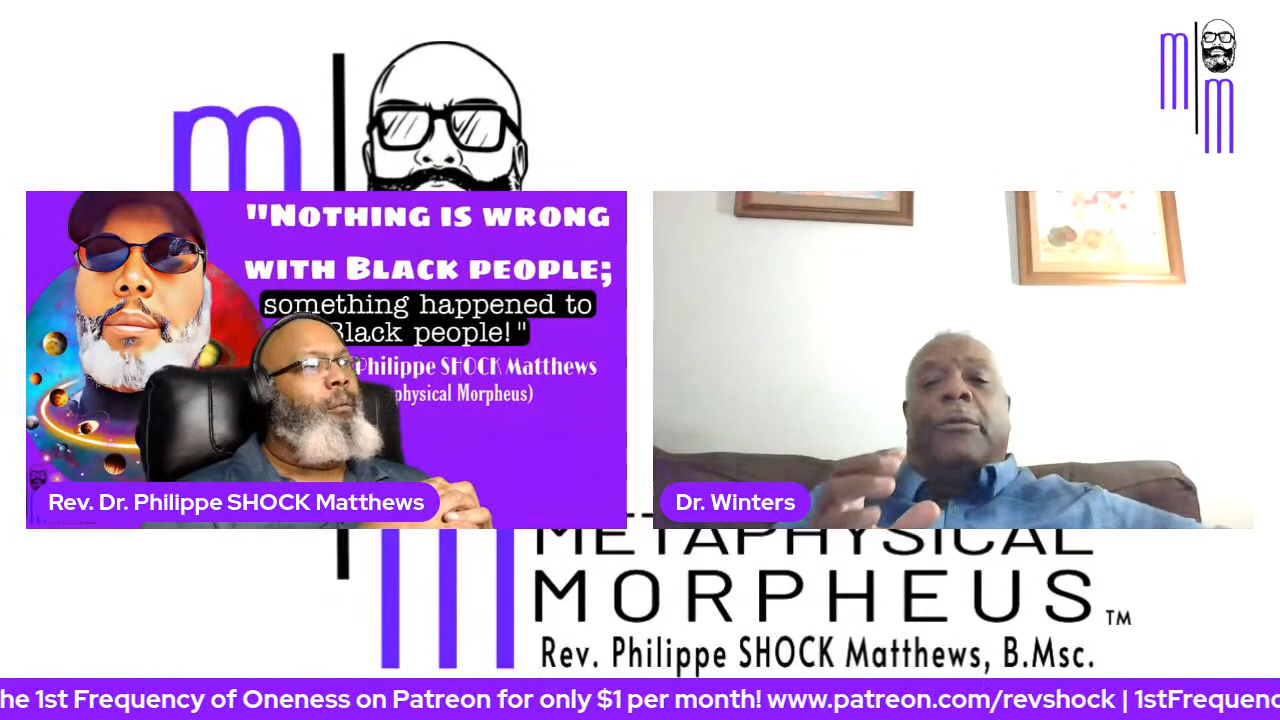 m
m
m
"Nothing is wrong
with Black people;
something happened to
Black people!"
Philippe SHOCK Matthews
physical Morpheus)
Rev. Dr. Philippe SHOCK Matthews
Dr. Winters
m
METAPHYSICAL
MORPHEUS™
Rev. Philippe SHOCK Matthews, B.Msc.
he 1st Frequency of Oneness on Patreon for only $1 per month! www.patreon.com/revshock | 1stFrequenc